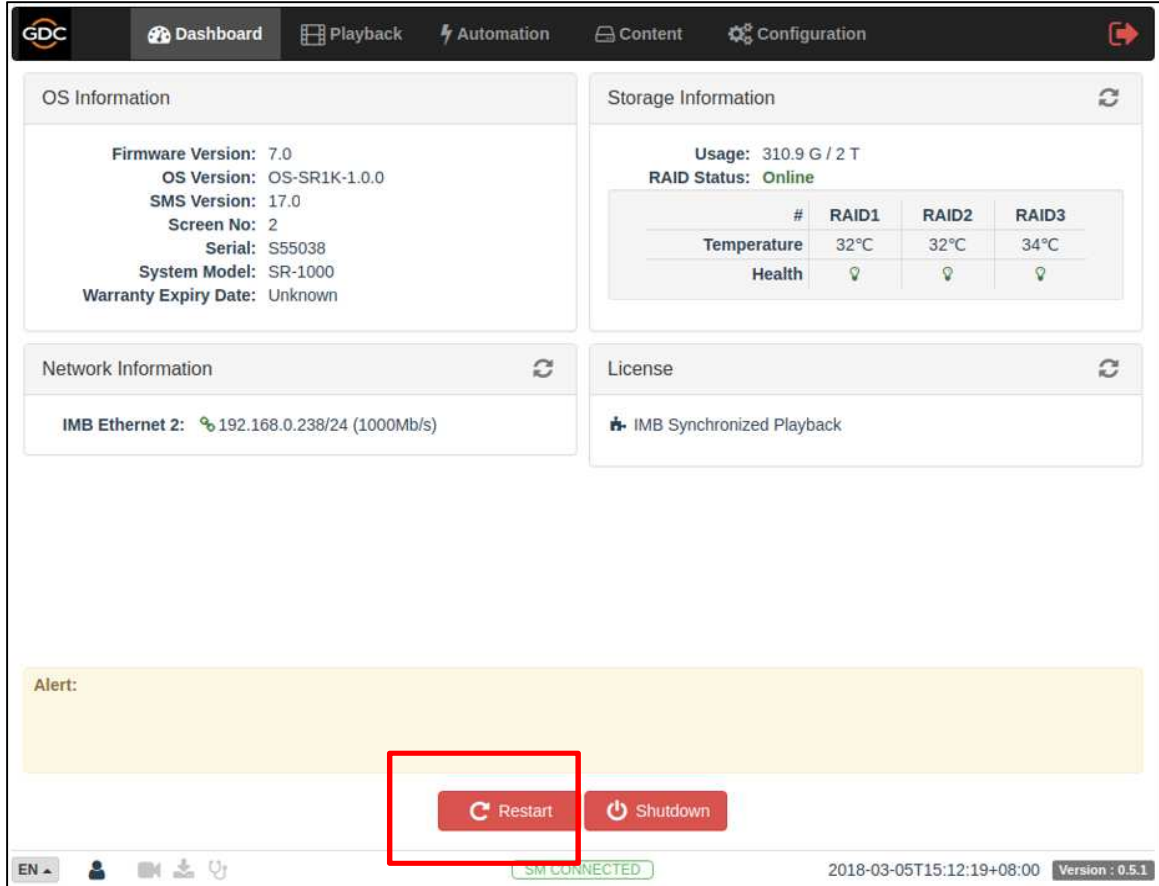 GDC Dashboard Playback Automation Content Configuration
OS Information
Firmware Version: 7.0
OS Version: OS-SR1K-1.0.0
SMS Version: 17.0
Screen No: 2
Serial: S55038
System Model: SR-1000
Warranty Expiry Date: Unknown
Storage Information
Usage: 310.9 G / 2 T
RAID Status: Online
# RAID1 RAID2 RAID3
Temperature 32°C 32°C 34°C
Health
Network Information
IMB Ethernet 2: 192.168.0.238/24 (1000Mb/s)
License
IMB Synchronized Playback
Alert:
Restart Shutdown
EN SM CONNECTED 2018-03-05T15:12:19+08:00 Version : 0.5.1